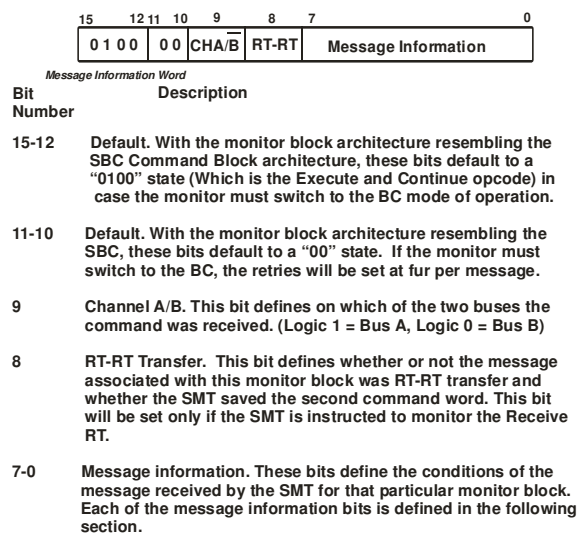 15 12 11 10 9 8 7 0
0 1 0 0 0 0 CHA/B RT-RT Message Information
Message Information Word
Bit Description
Number
15-12 Default. With the monitor block architecture resembling the
SBC Command Block architecture, these bits default to a
“0100” state (Which is the Execute and Continue opcode) in
case the monitor must switch to the BC mode of operation.
11-10 Default. With the monitor block architecture resembling the
SBC, these bits default to a “00” state. If the monitor must
switch to the BC, the retries will be set at fur per message.
9 Channel A/B. This bit defines on which of the two buses the
command was received. (Logic 1 = Bus A, Logic 0 = Bus B)
8 RT-RT Transfer. This bit defines whether or not the message
associated with this monitor block was RT-RT transfer and
whether the SMT saved the second command word. This bit
will be set only if the SMT is instructed to monitor the Receive
RT.
7-0 Message information. These bits define the conditions of the
message received by the SMT for that particular monitor block.
Each of the message information bits is defined in the following
section.